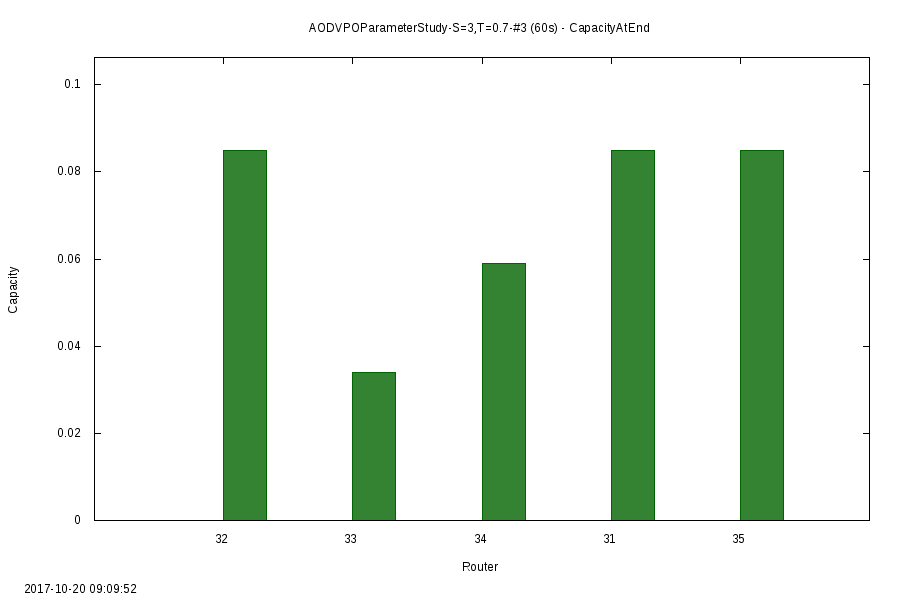 AODVPOParameterStudy-S=3,T=0.7-#3 (60s) - CapacityAtEnd
0.1
0.08
0.06
0.04
0.02
0
Capacity
32 33 34 31 35
Router
2017-10-20 09:09:52